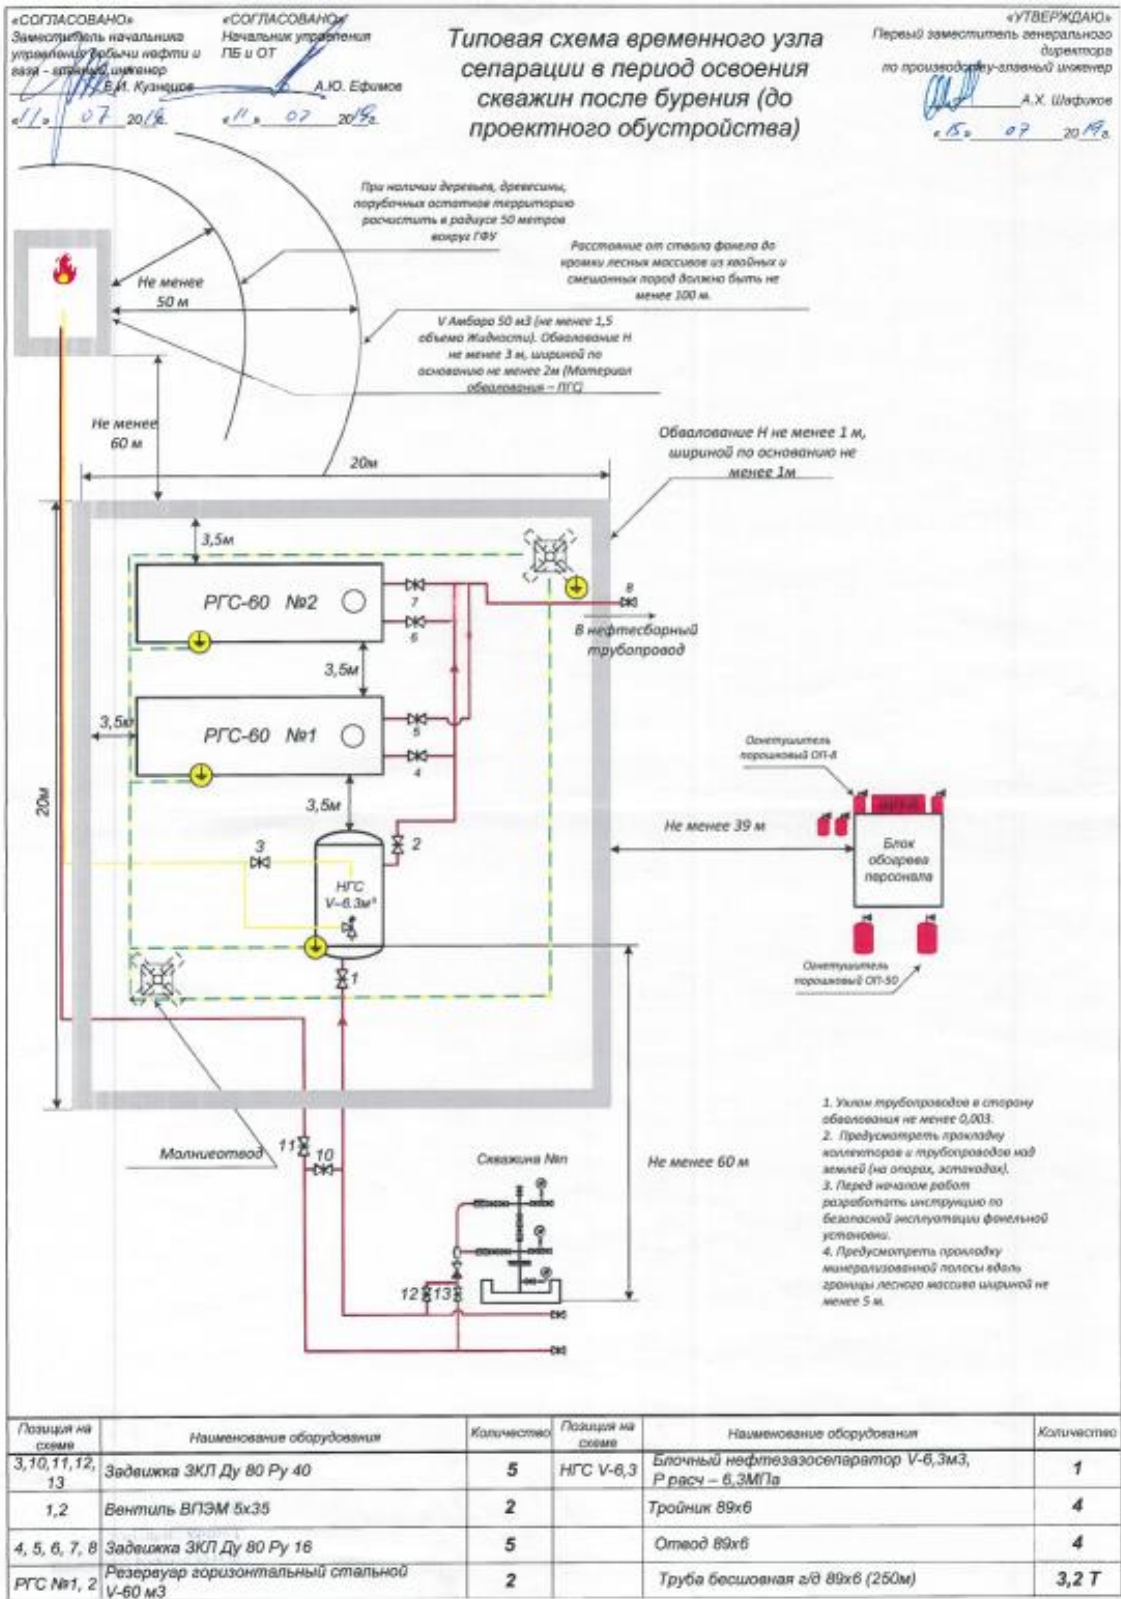 «СОГЛАСОВАНО»
Заместитель начальника
управления добычи нефти и
газа – главный инженер
В.И. Кузнецов
«11» 07 2019г.
«СОГЛАСОВАНО»
Начальник управления
ПБ и ОТ
А.Ю. Ефимов
«11» 07 2019г.
Типовая схема временного узла
сепарации в период освоения
скважин после бурения (до
проектного обустройства)
«УТВЕРЖДАЮ»
Первый заместитель генерального
директора
по производству-главный инженер
А.Х. Шафиков
«15» 07 2019г.
При наличии деревьев, древесины,
порубочных остатков территорию
расчистить в радиусе 50 метров
вокруг ГФУ
Расстояние от ствола факела до
кромки лесных массивов из хвойных и
смешанных пород должно быть не
менее 100 м.
Не менее
50 м
V Амбара 50 м3 (не менее 1,5
объема Жидкости). Обвалование Н
не менее 3 м, шириной по
основанию не менее 2м (Материал
обвалования – ПГС)
Не менее
60 м
20м
Обвалование Н не менее 1 м,
шириной по основанию не
менее 1м
3,5м
РГС-60 №2
7
6
8
В нефтесборный
трубопровод
3,5м
3,5м
РГС-60 №1
5
4
20м
3,5м
3
2
НГС
V–6.3м³
1
Огнетушитель
порошковый ОП-8
Не менее 39 м
Блок
обогрева
персонала
Огнетушитель
порошковый ОП-50
Молниеотвод
11
10
Скважина №п
Не менее 60 м
12
13
1. Уклон трубопроводов в сторону
обвалования не менее 0,003.
2. Предусмотреть прокладку
коллекторов и трубопроводов над
землей (на опорах, эстакадах).
3. Перед началом работ
разработать инструкцию по
безопасной эксплуатации факельной
установки.
4. Предусмотреть прокладку
минерализованной полосы вдоль
границы лесного массива шириной не
менее 5 м.
Позиция на схеме Наименование оборудования Количество Позиция на схеме Наименование оборудования Количество
3,10,11,12, 13 Задвижка ЗКЛ Ду 80 Ру 40 5 НГС V-6,3 Блочный нефтегазосепаратор V-6,3м3, Р расч – 6,3МПа 1
1,2 Вентиль ВПЭМ 5х35 2 Тройник 89х6 4
4, 5, 6, 7, 8 Задвижка ЗКЛ Ду 80 Ру 16 5 Отвод 89х6 4
РГС №1, 2 Резервуар горизонтальный стальной V-60 м3 2 Труба бесшовная г/д 89х6 (250м) 3,2 Т